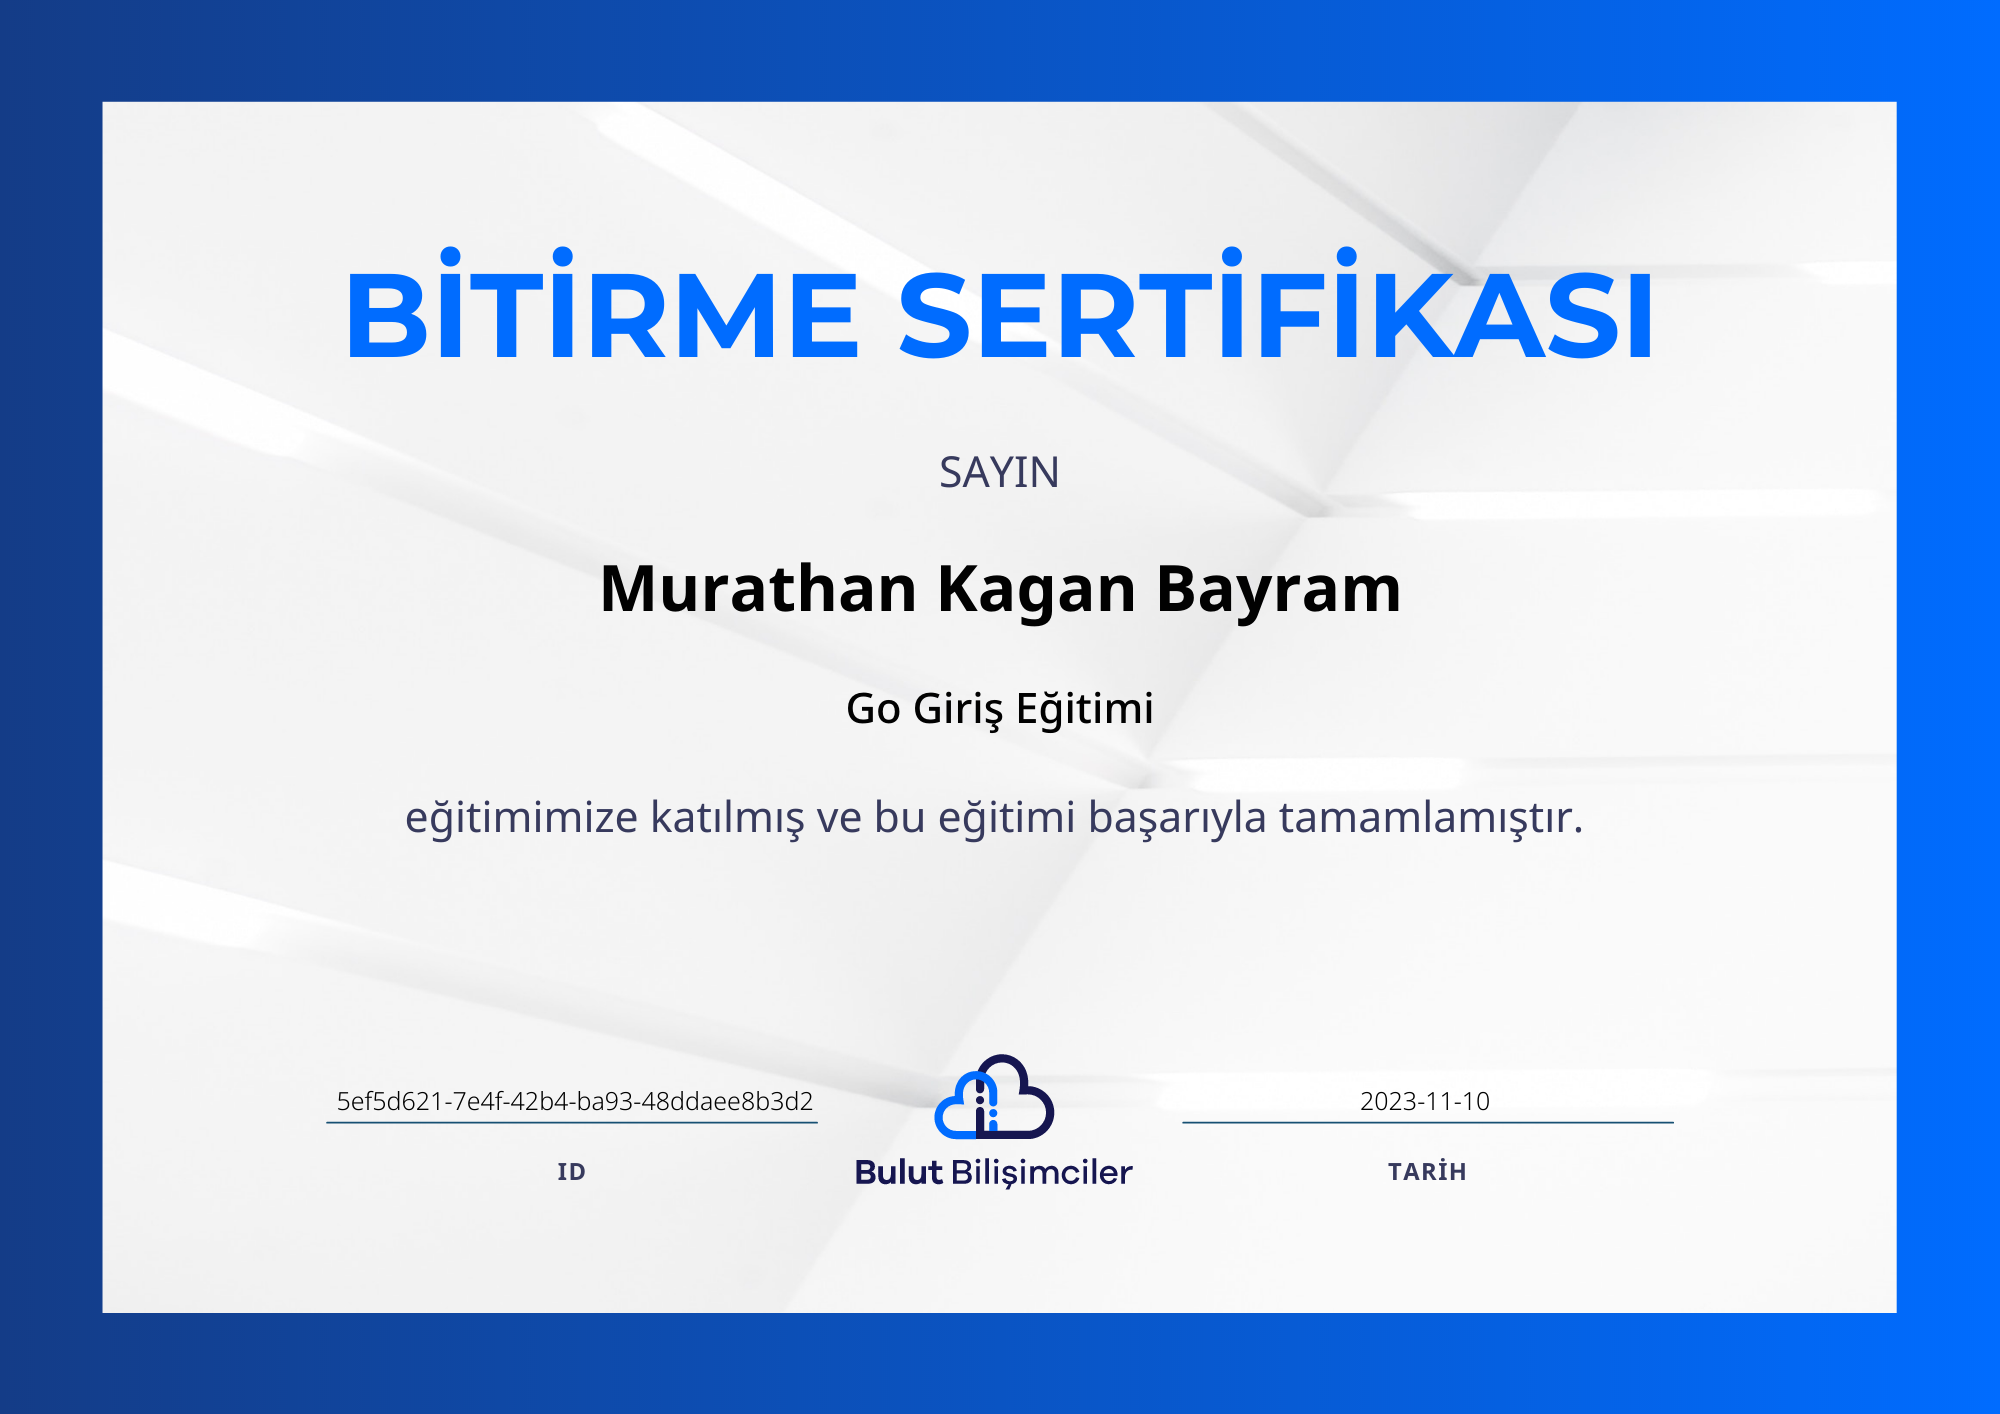 BİTİRME SERTİFİKASI
SAYIN
Murathan Kagan Bayram
Go Giriş Eğitimi
eğitimimize katılmış ve bu eğitimi başarıyla tamamlamıştır.
5ef5d621-7e4f-42b4-ba93-48ddaee8b3d2
ID
Bulut Bilişimciler
2023-11-10
TARİH